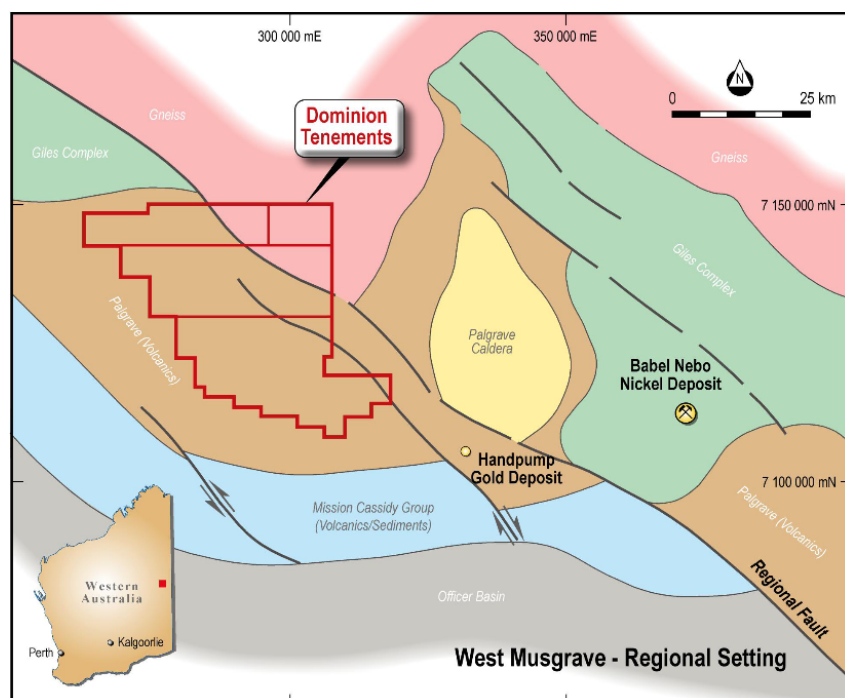 300 000 mE
350 000 mE
N
0
25 km
Dominion
Tenements
Gneiss
Gneiss
Giles Complex
7 150 000 mN
Giles Complex
Palgrave (Volcanics)
Palgrave
Caldera
Babel Nebo
Nickel Deposit
Handpump
Gold Deposit
7 100 000 mN
Mission Cassidy Group
(Volcanics/Sediments)
Palgrave (Volcanics)
Regional Fault
Officer Basin
Western
Australia
Kalgoorlie
Perth
West Musgrave - Regional Setting